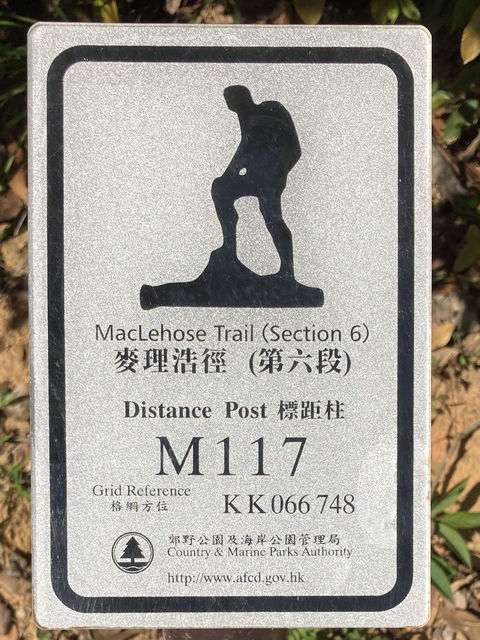 MacLehose Trail (Section 6)
麥理浩徑 (第六段)
Distance Post 標距柱
M117
Grid Reference
格網方位
KK066 748
郊野公園及海岸公園管理局
Country & Marine Parks Authority
http://www.afcd.gov.hk